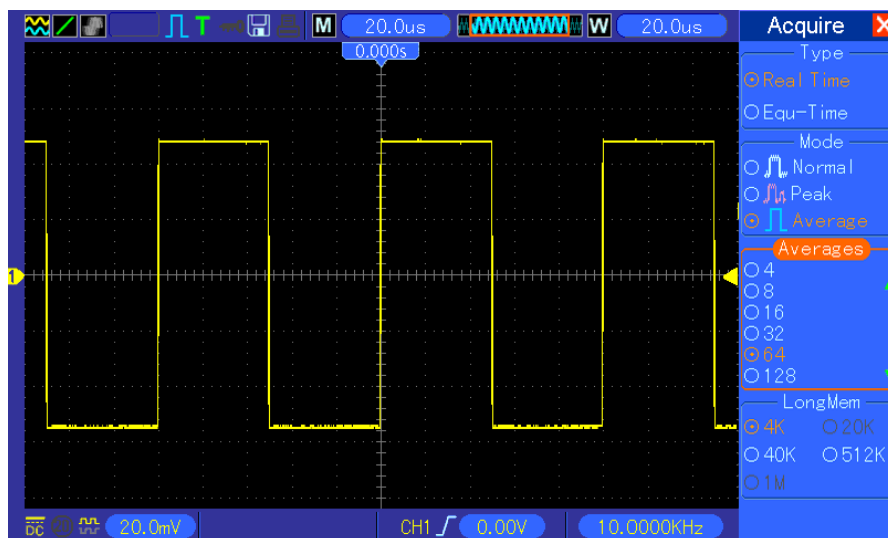 T M 20.0us W 20.0us Acquire X
0.000s
Type
Real Time
Equ-Time
Mode
Normal
Peak
Average
1
Averages
4
8
16
32
64
128
LongMem
4K 20K
40K 512K
1M
DC 20.0mV CH1 0.00V 10.0000KHz